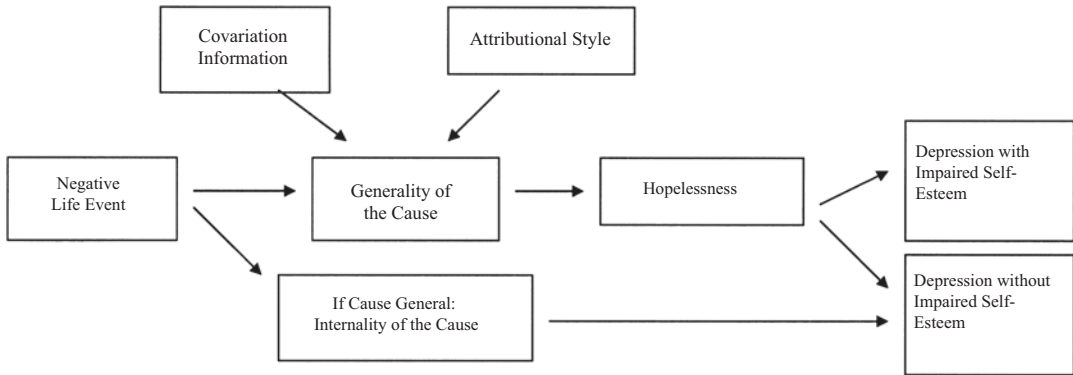 Covariation
Information
Attributional Style
Negative
Life Event
Generality of
the Cause
Hopelessness
Depression with
Impaired Self-
Esteem
If Cause General:
Internality of the Cause
Depression without
Impaired Self-
Esteem